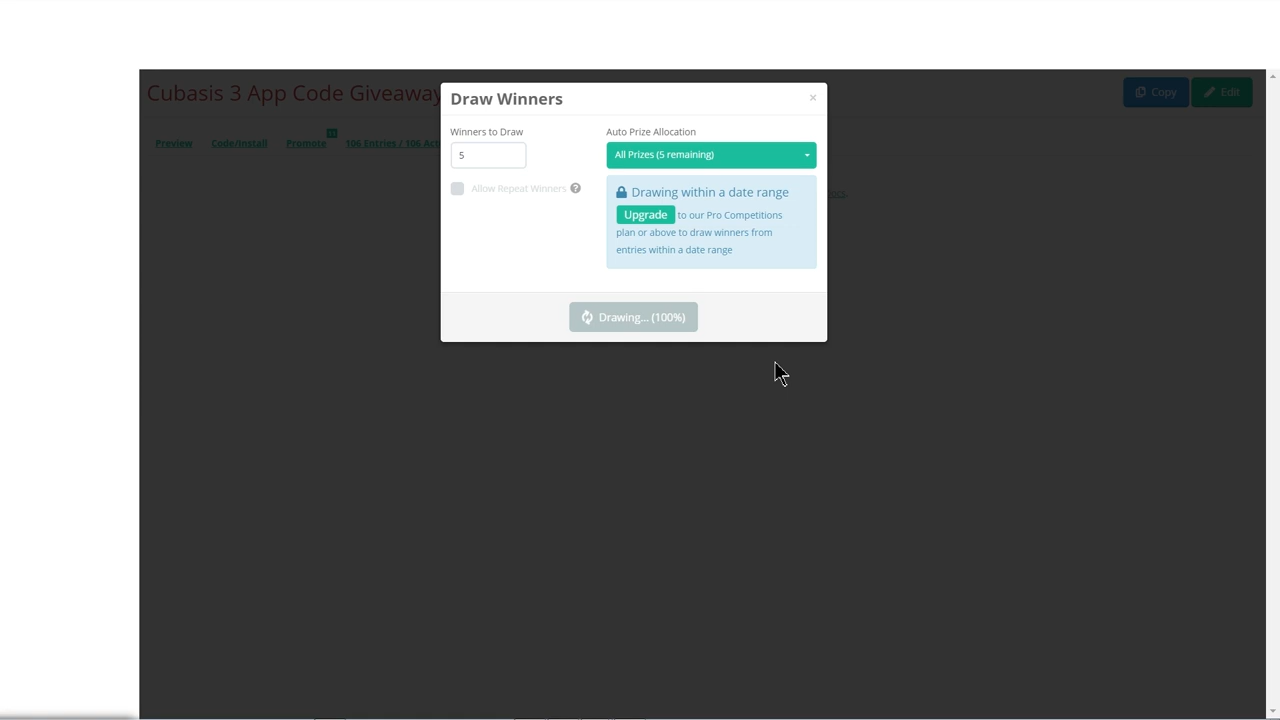 Cubasis 3 App Code Giveaway
Copy
Edit
Preview
Code/Install
Promote
11
106 Entries / 106 Act
Draw Winners
×
Winners to Draw
5
Allow Repeat Winners
Auto Prize Allocation
All Prizes (5 remaining)
Drawing within a date range
Upgrade to our Pro Competitions
plan or above to draw winners from
entries within a date range
Drawing... (100%)